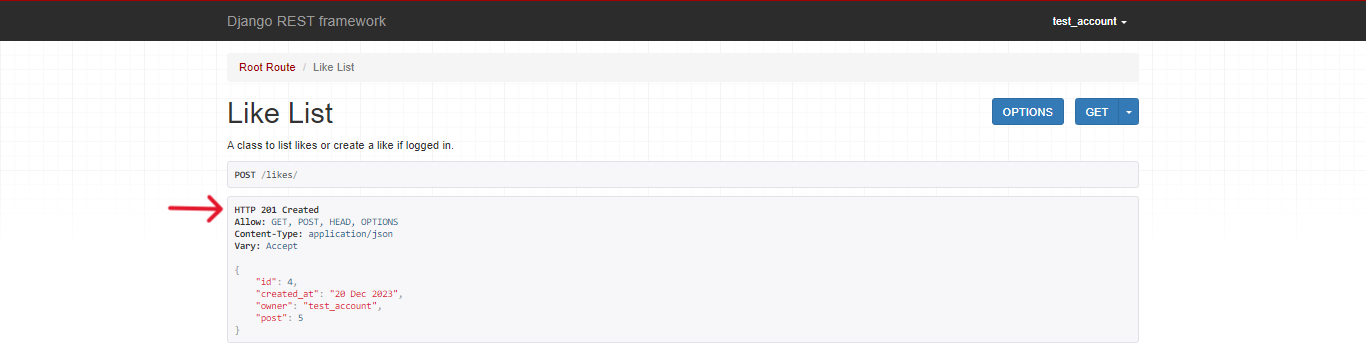 Django REST framework
test_account
Root Route / Like List
Like List
OPTIONS
GET
A class to list likes or create a like if logged in.
POST /likes/
HTTP 201 Created
Allow: GET, POST, HEAD, OPTIONS
Content-Type: application/json
Vary: Accept
{
    "id": 4,
    "created_at": "20 Dec 2023",
    "owner": "test_account",
    "post": 5
}